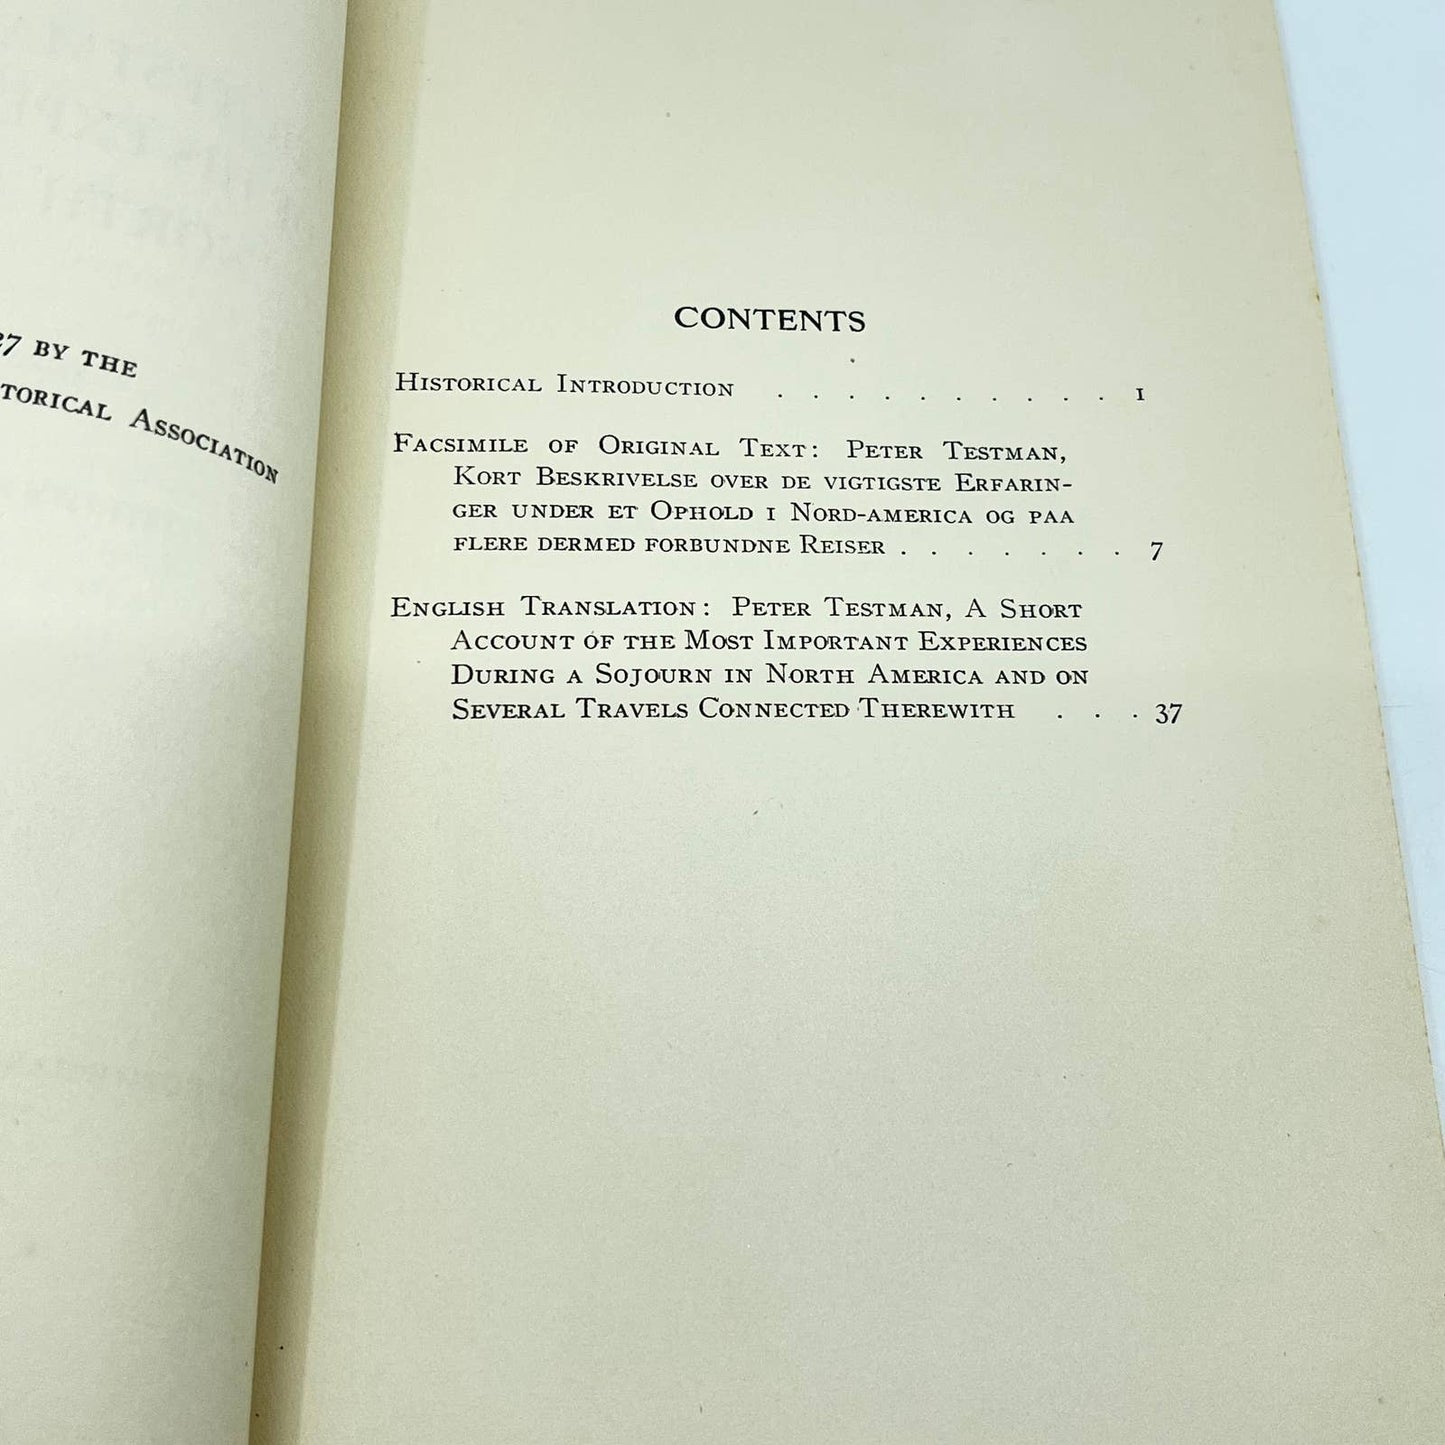 27 BY THE
TORICAL ASSOCIATION
CONTENTS
HISTORICAL INTRODUCTION . . . . . . . . . . . 1
FACSIMILE OF ORIGINAL TEXT: PETER TESTMAN,
KORT BESKRIVELSE OVER DE VIGTIGSTE ERFARIN-
GER UNDER ET OPHOLD I NORD-AMERICA OG PAA
FLERE DERMED FORBUNDNE REISER . . . . . . . 7
ENGLISH TRANSLATION: PETER TESTMAN, A SHORT
ACCOUNT OF THE MOST IMPORTANT EXPERIENCES
DURING A SOJOURN IN NORTH AMERICA AND ON
SEVERAL TRAVELS CONNECTED THEREWITH . . . 37